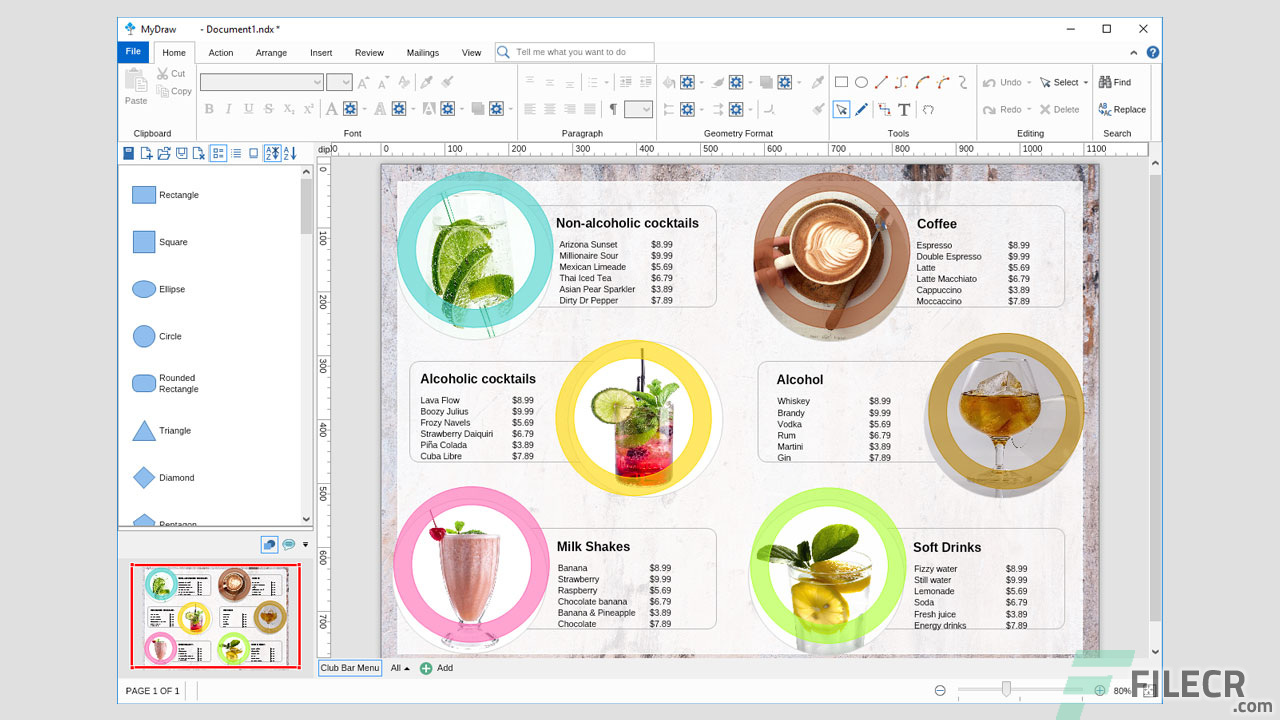 MyDraw - Document1.ndx *
File Home Action Arrange Insert Review Mailings View Tell me what you want to do
Paste Cut Copy
B I U S X₂ X² A A A ¶ T
Undo Select Find
Redo Delete Replace
Clipboard Font Paragraph Geometry Format Tools Editing Search
dip 0 0 100 200 300 400 500 600 700 800 900 1000 1100
0
100
200
300
400
500
600
700
Rectangle
Square
Ellipse
Circle
Rounded
Rectangle
Triangle
Diamond
Pentagon
Non-alcoholic cocktails
Arizona Sunset $8.99
Millionaire Sour $9.99
Mexican Limeade $5.69
Thai Iced Tea $6.79
Asian Pear Sparkler $3.89
Dirty Dr Pepper $7.89
Coffee
Espresso $8.99
Double Espresso $9.99
Latte $5.69
Latte Macchiato $6.79
Cappuccino $3.89
Moccaccino $7.89
Alcoholic cocktails
Lava Flow $8.99
Boozy Julius $9.99
Frozy Navels $5.69
Strawberry Daiquiri $6.79
Piña Colada $3.89
Cuba Libre $7.89
Alcohol
Whiskey $8.99
Brandy $9.99
Vodka $5.69
Rum $6.79
Martini $3.89
Gin $7.89
Milk Shakes
Banana $8.99
Strawberry $9.99
Raspberry $5.69
Chocolate banana $6.79
Banana & Pineapple $3.89
Chocolate $7.89
Soft Drinks
Fizzy water $8.99
Still water $9.99
Lemonade $5.69
Soda $6.79
Fresh juice $3.89
Energy drinks $7.89
Club Bar Menu All Add
PAGE 1 OF 1 80%
FILECR
.com